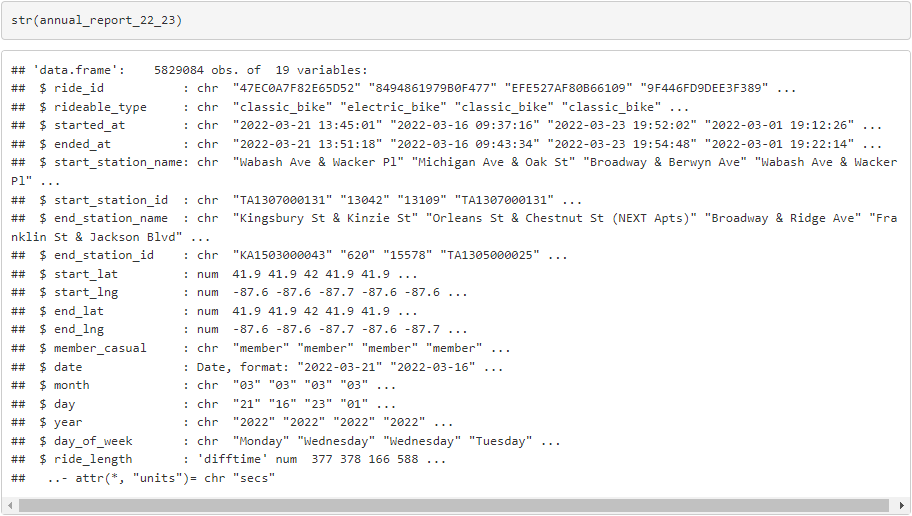 str(annual_report_22_23)
## 'data.frame':    5829084 obs. of  19 variables:
##  $ ride_id           : chr  "47EC0A7F82E65D52" "8494861979B0F477" "EFE527AF80B66109" "9F446FD9DEE3F389" ...
##  $ rideable_type     : chr  "classic_bike" "electric_bike" "classic_bike" "classic_bike" ...
##  $ started_at        : chr  "2022-03-21 13:45:01" "2022-03-16 09:37:16" "2022-03-23 19:52:02" "2022-03-01 19:12:26" ...
##  $ ended_at          : chr  "2022-03-21 13:51:18" "2022-03-16 09:43:34" "2022-03-23 19:54:48" "2022-03-01 19:22:14" ...
##  $ start_station_name: chr  "Wabash Ave & Wacker Pl" "Michigan Ave & Oak St" "Broadway & Berwyn Ave" "Wabash Ave & Wacker
Pl" ...
##  $ start_station_id  : chr  "TA1307000131" "13042" "13109" "TA1307000131" ...
##  $ end_station_name  : chr  "Kingsbury St & Kinzie St" "Orleans St & Chestnut St (NEXT Apts)" "Broadway & Ridge Ave" "Fra
nklin St & Jackson Blvd" ...
##  $ end_station_id    : chr  "KA1503000043" "620" "15578" "TA1305000025" ...
##  $ start_lat         : num  41.9 41.9 42 41.9 41.9 ...
##  $ start_lng         : num  -87.6 -87.6 -87.7 -87.6 -87.6 ...
##  $ end_lat           : num  41.9 41.9 42 41.9 41.9 ...
##  $ end_lng           : num  -87.6 -87.6 -87.7 -87.6 -87.7 ...
##  $ member_casual     : chr  "member" "member" "member" "member" ...
##  $ date              : Date, format: "2022-03-21" "2022-03-16" ...
##  $ month             : chr  "03" "03" "03" "03" ...
##  $ day               : chr  "21" "16" "23" "01" ...
##  $ year              : chr  "2022" "2022" "2022" "2022" ...
##  $ day_of_week       : chr  "Monday" "Wednesday" "Wednesday" "Tuesday" ...
##  $ ride_length       : 'difftime' num  377 378 166 588 ...
##   ..- attr(*, "units")= chr "secs"